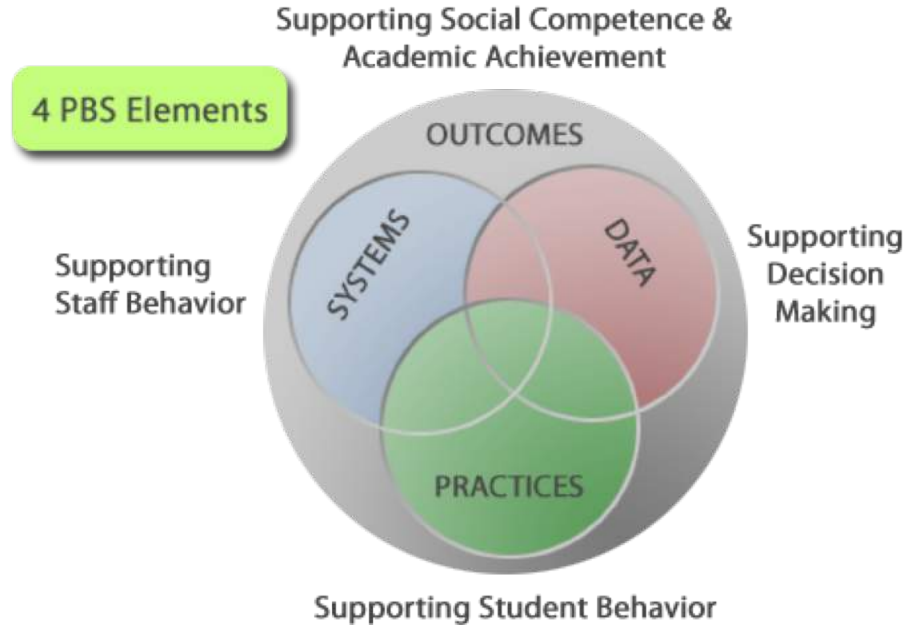 Supporting Social Competence &
Academic Achievement
4 PBS Elements
OUTCOMES
SYSTEMS
DATA
Supporting
Staff Behavior
Supporting
Decision
Making
PRACTICES
Supporting Student Behavior